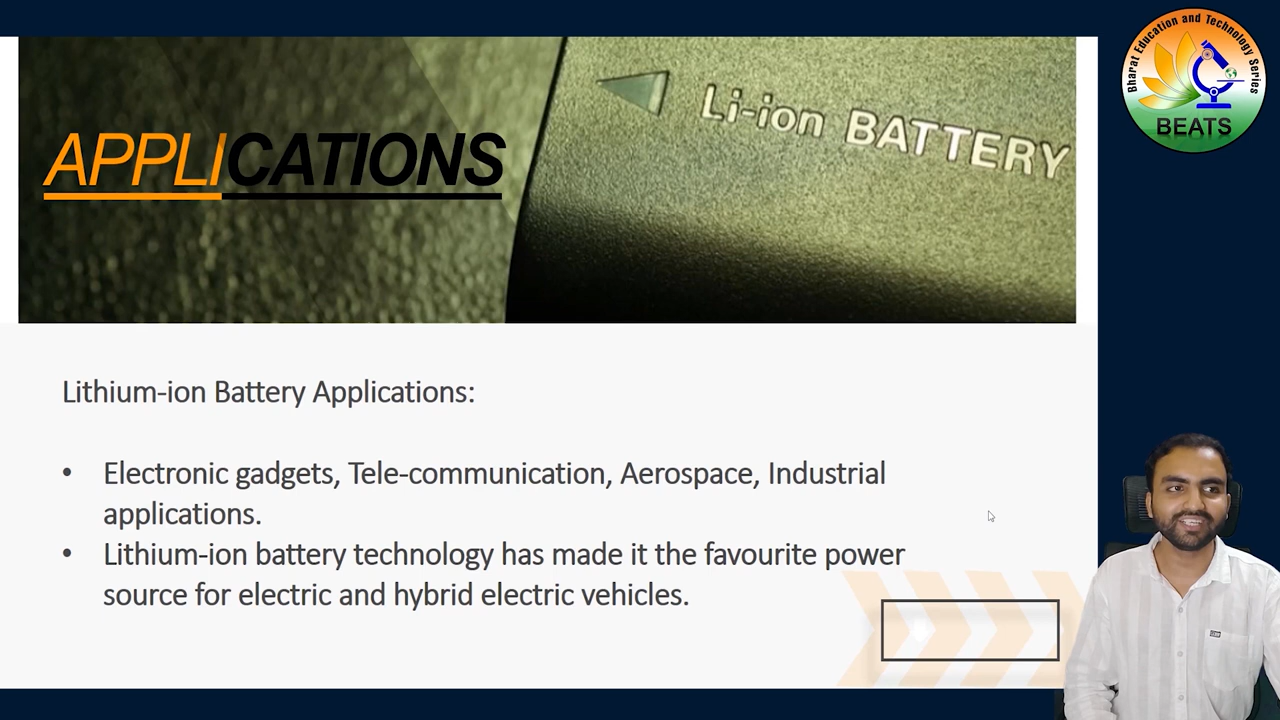 APPLICATIONS
Li-ion BATTERY
Bharat Education and Technology Series
BEATS
Lithium-ion Battery Applications:
• Electronic gadgets, Tele-communication, Aerospace, Industrial
applications.
• Lithium-ion battery technology has made it the favourite power
source for electric and hybrid electric vehicles.